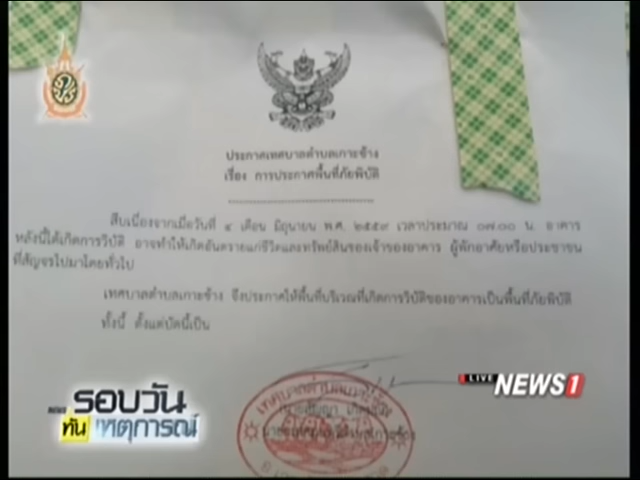 ประกาศเทศบาลตำบลเกาะช้าง
เรื่อง การประกาศพื้นที่ภัยพิบัติ
สืบเนื่องจากเมื่อวันที่ ๔ เดือน มิถุนายน พ.ศ. ๒๕๕๙ เวลาประมาณ ๐๗.๐๐ น. อาคาร
หลังนี้ได้เกิดการวิบัติ อาจทำให้เกิดอันตรายแก่ชีวิตและทรัพย์สินของเจ้าของอาคาร ผู้พักอาศัยหรือประชาชน
ที่สัญจรไปมาโดยทั่วไป
เทศบาลตำบลเกาะช้าง จึงประกาศให้พื้นที่บริเวณที่เกิดการวิบัติของอาคารเป็นพื้นที่ภัยพิบัติ
ทั้งนี้ ตั้งแต่บัดนี้เป็น
LIVE NEWS1
รอบวัน
ทัน เหตุการณ์